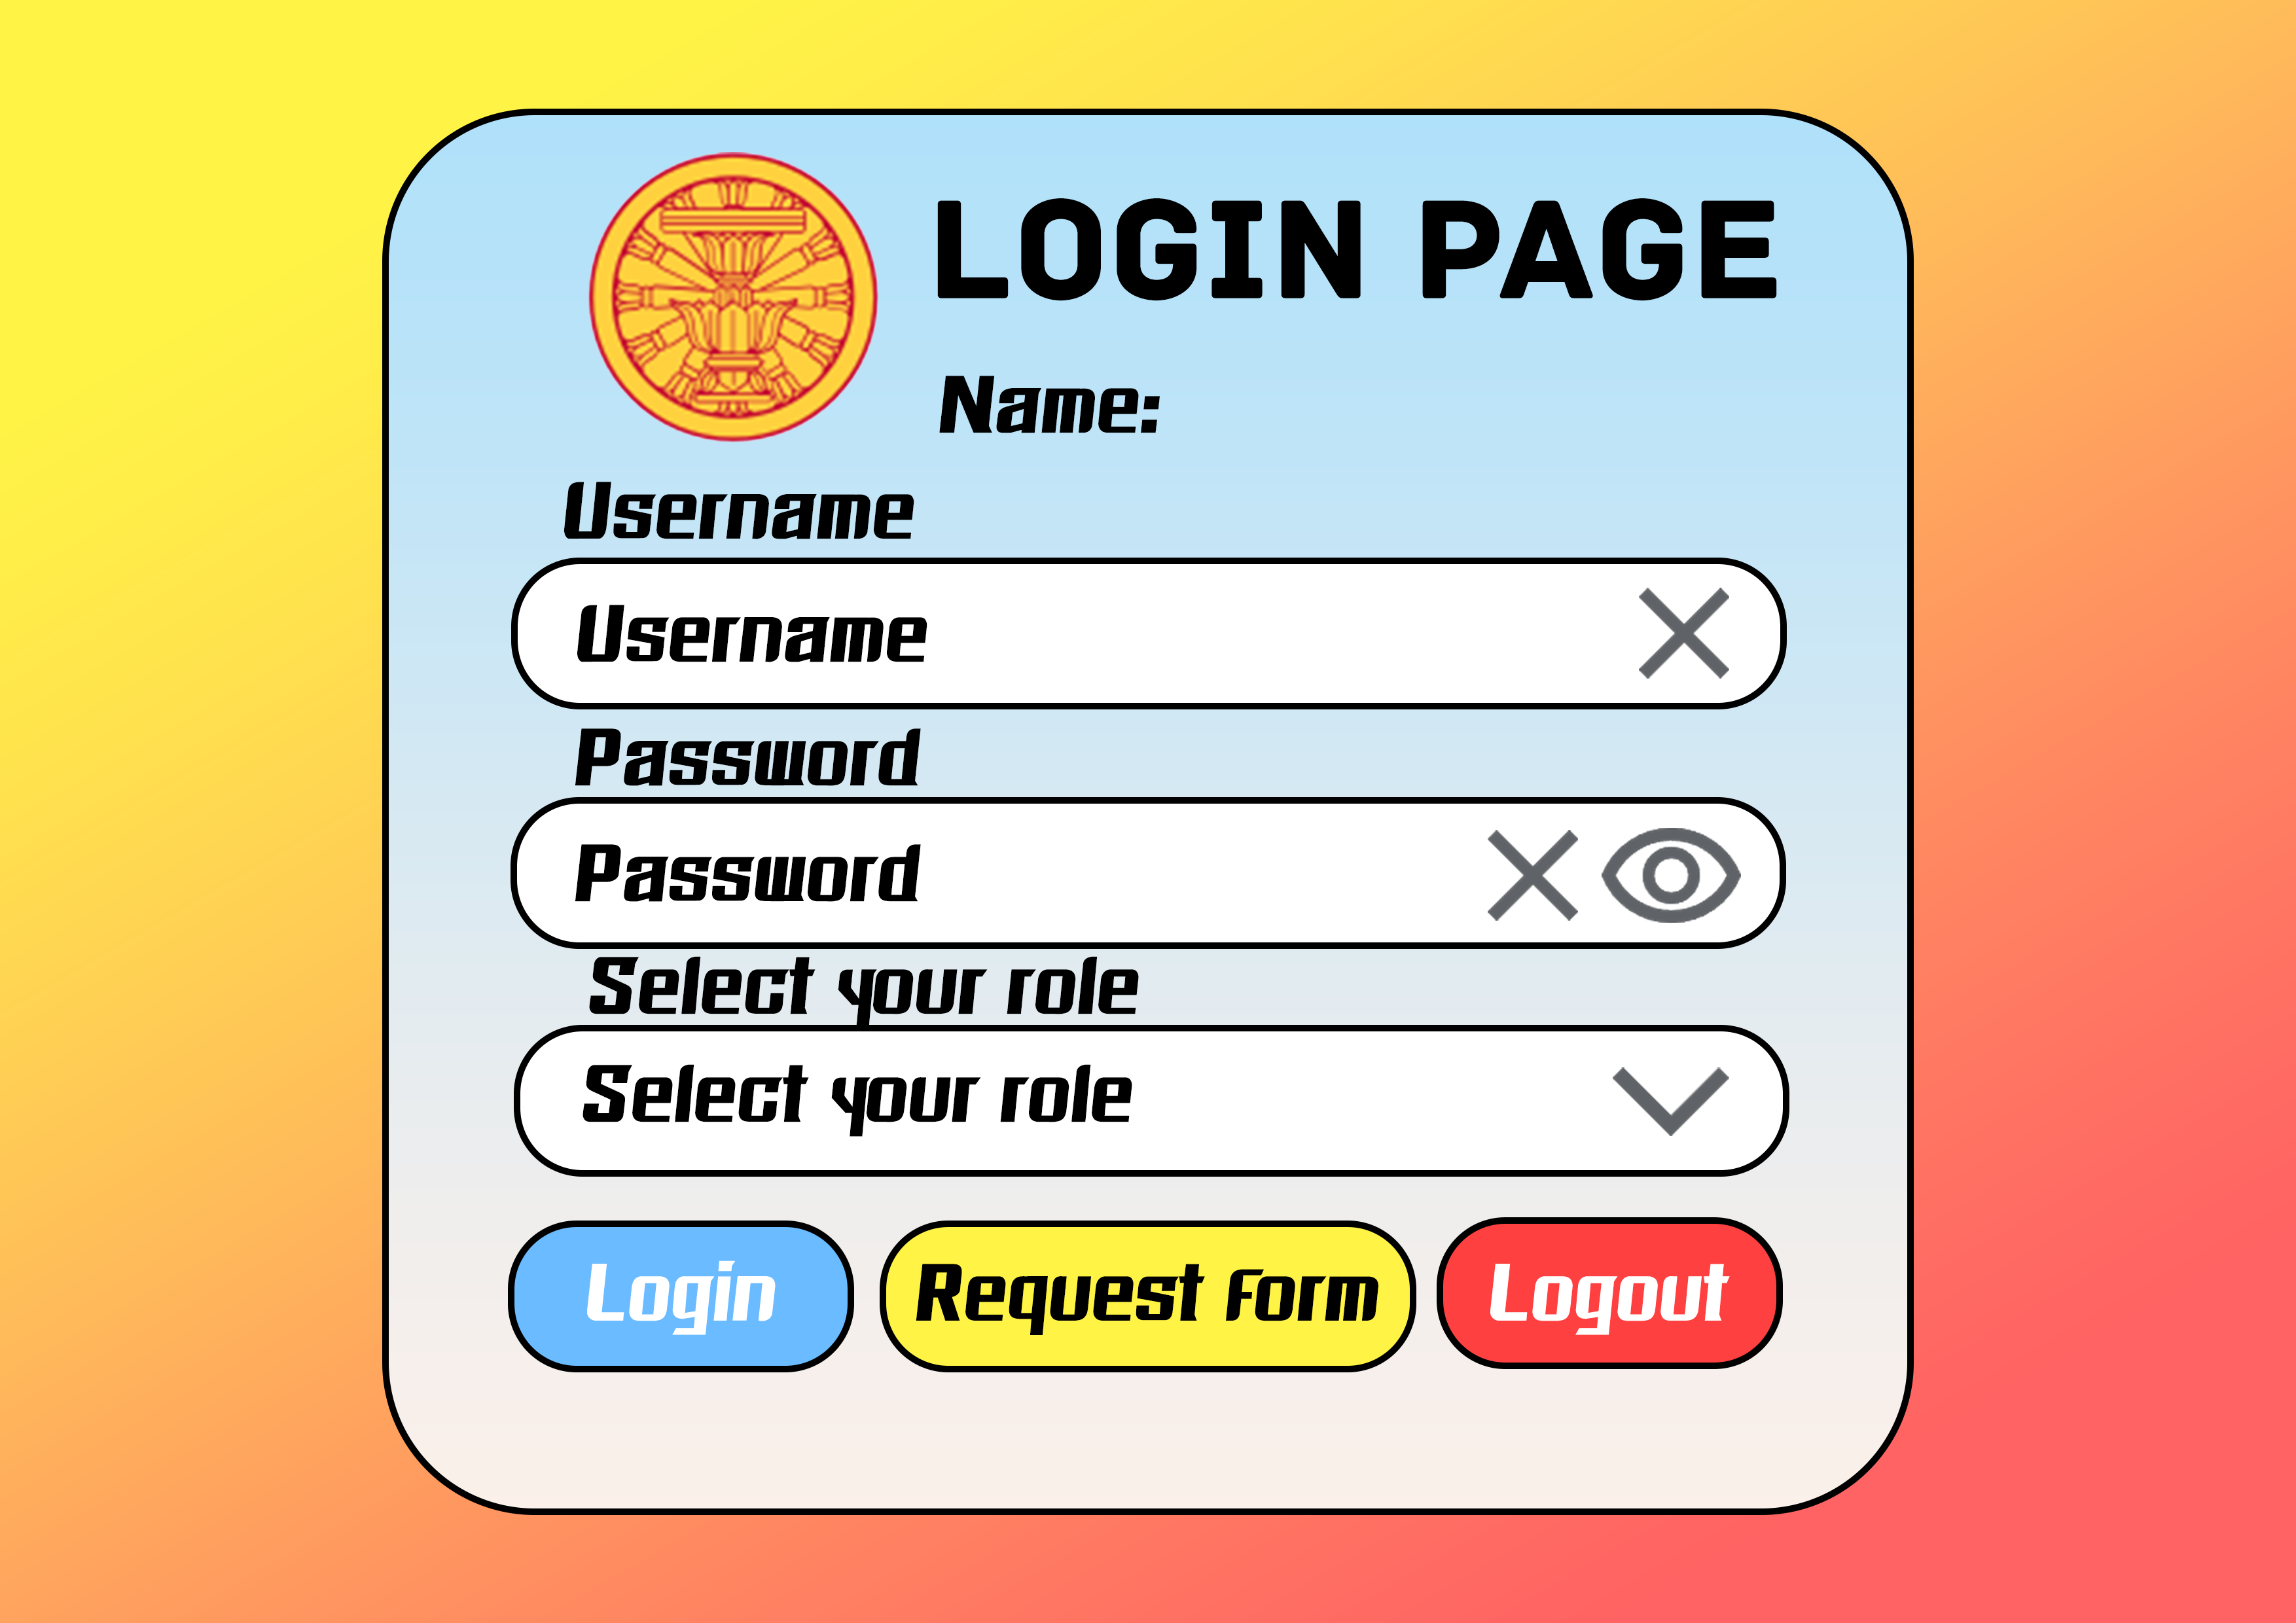 LOGIN PAGE
Name:
Username
Username
Password
Password
Select your role
Select your role
Login
Request Form
Logout